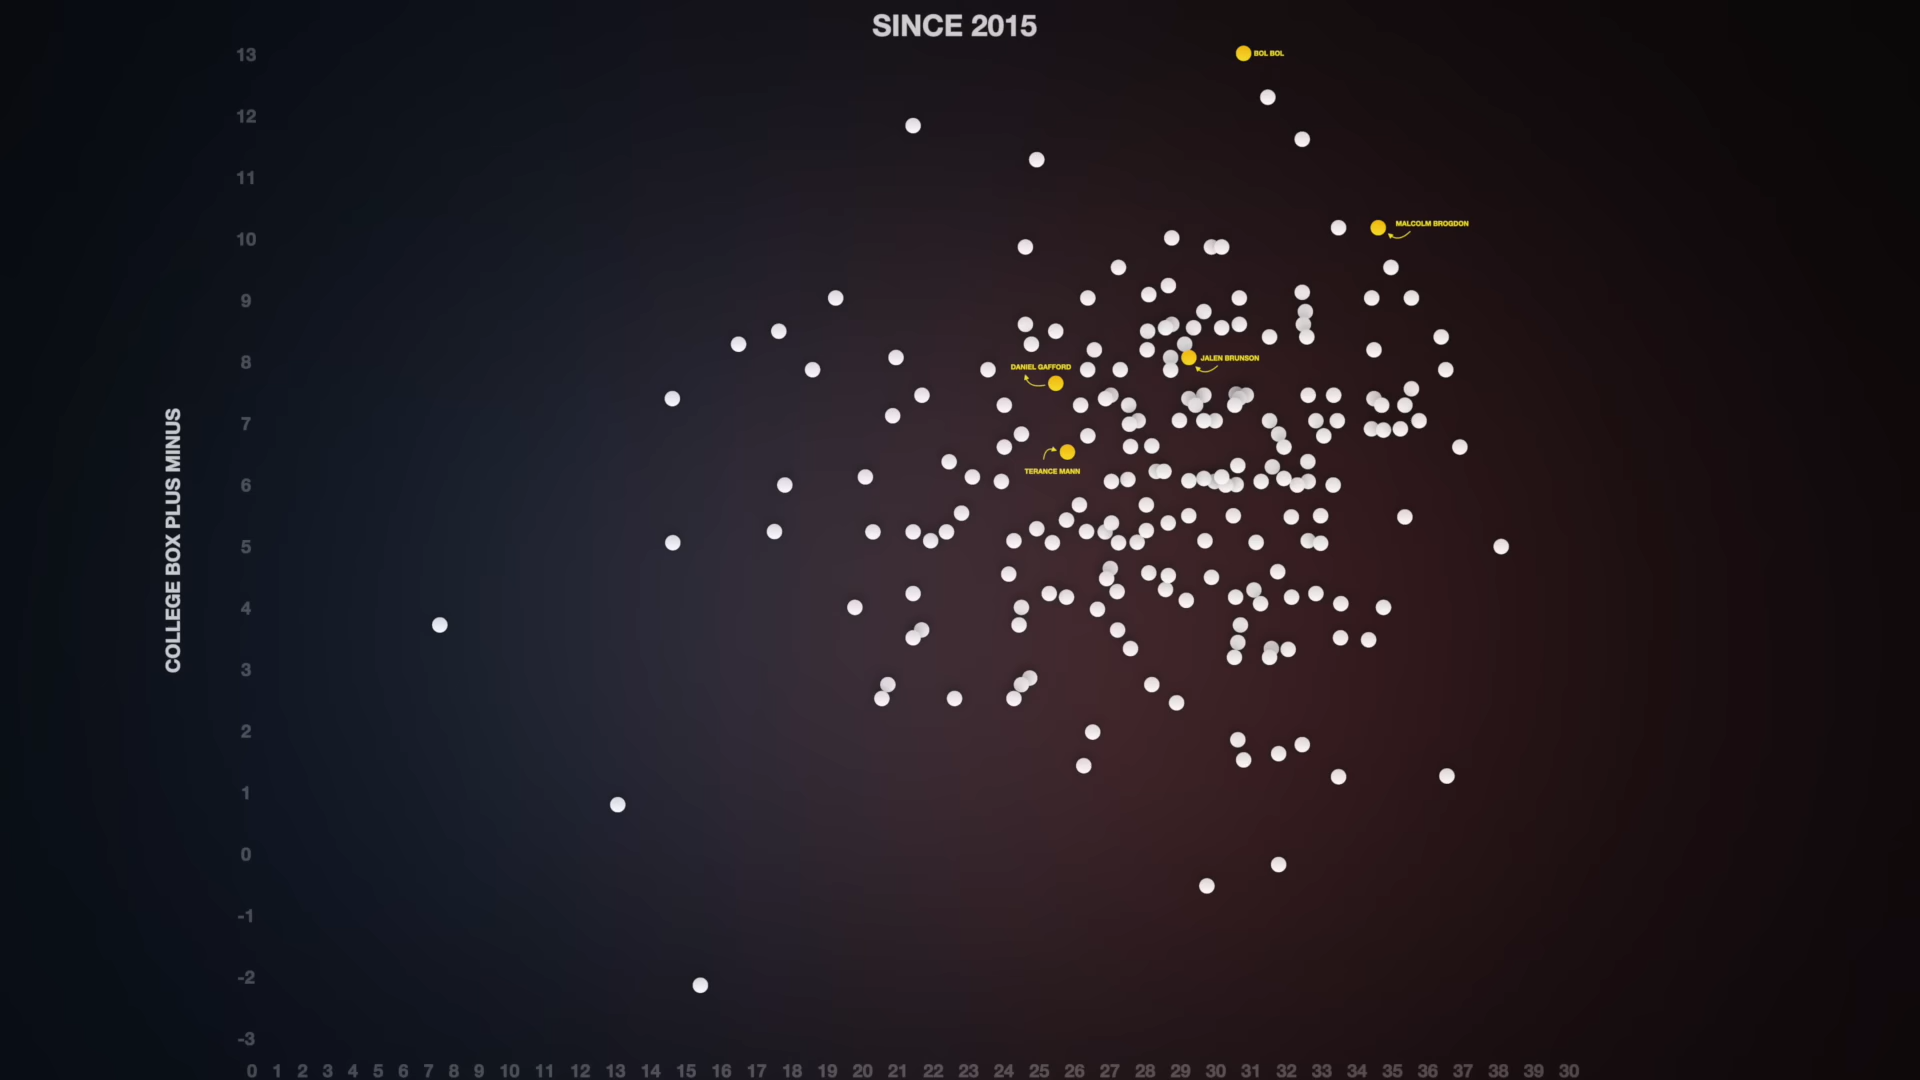 SINCE 2015
13
BOL BOL
12
11
MALCOLM BROGDON
10
9
8
JALEN BRUNSON
DANIEL GAFFORD
7
TERANCE MANN
6
5
4
3
2
1
0
-1
-2
-3
COLLEGE BOX PLUS MINUS
0 1 2 3 4 5 6 7 8 9 10 11 12 13 14 15 16 17 18 19 20 21 22 23 24 25 26 27 28 29 30 31 32 33 34 35 36 37 38 39 30